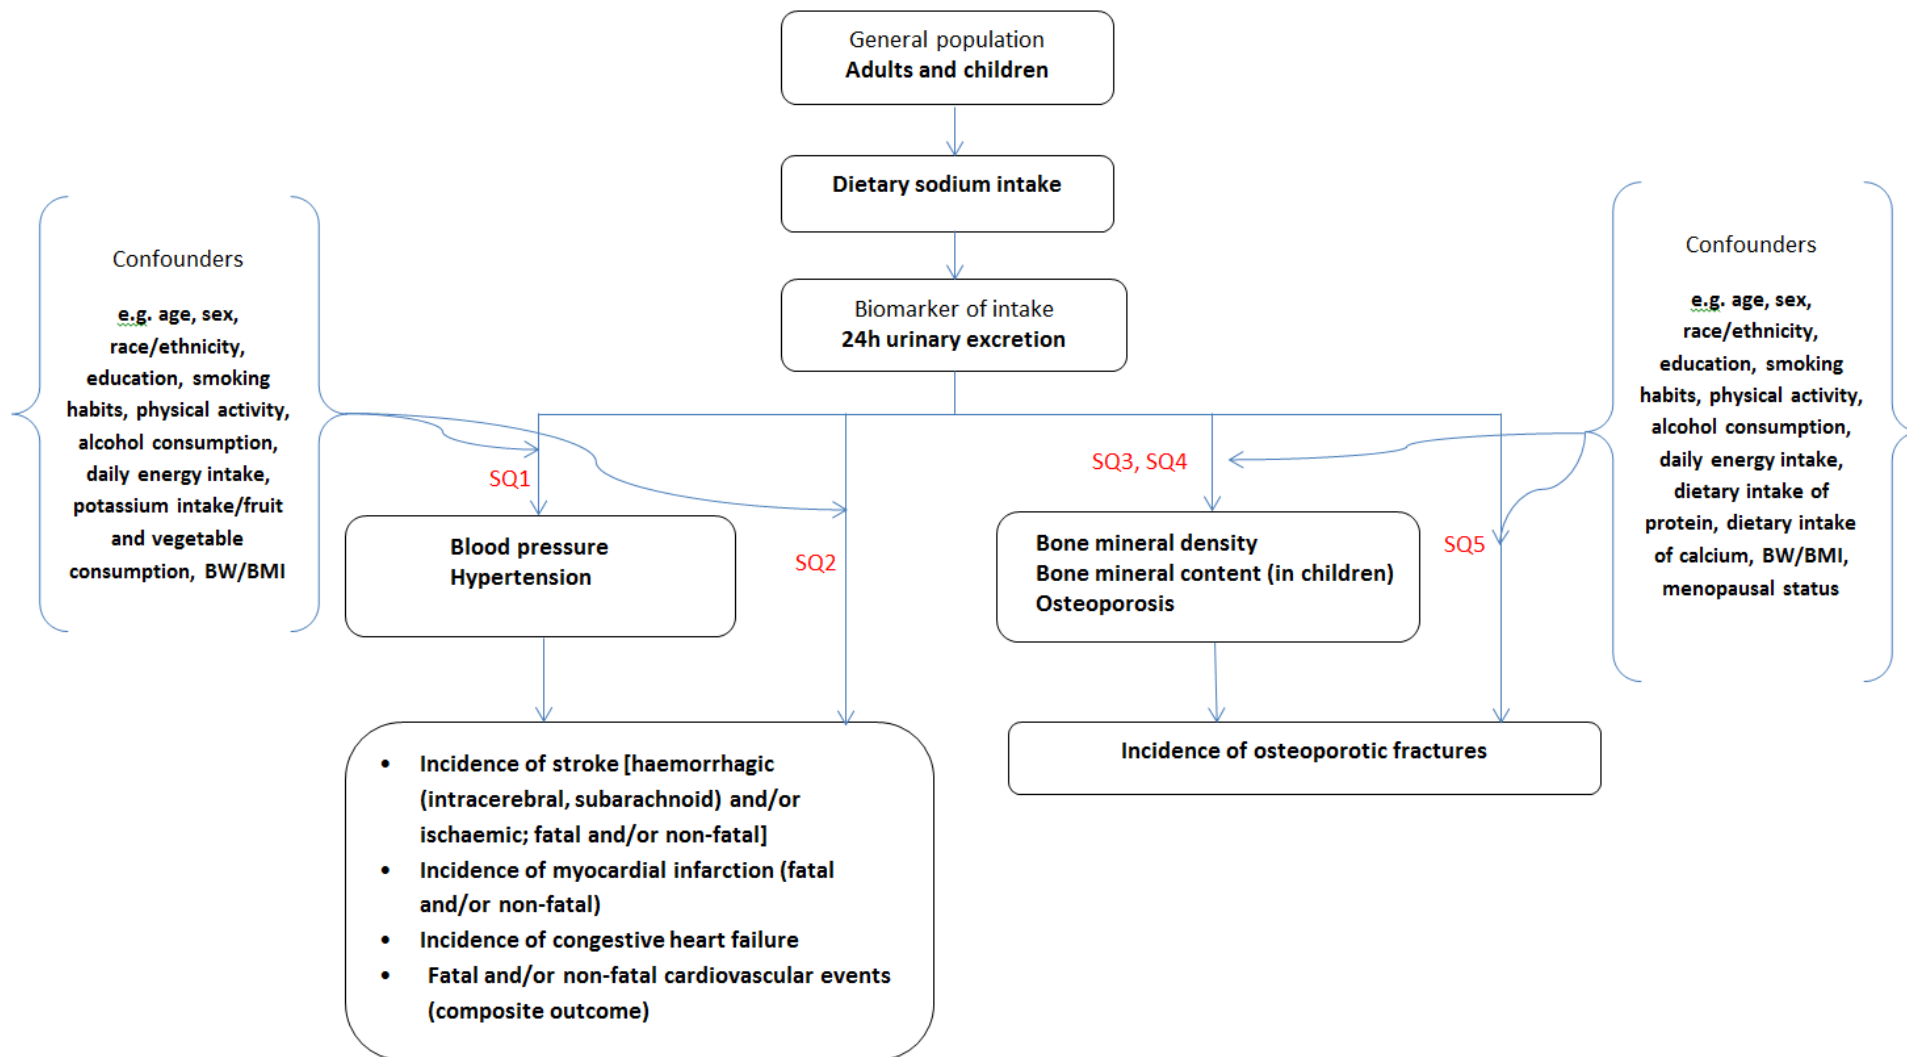 General population
Adults and children
Dietary sodium intake
Biomarker of intake
24h urinary excretion
Confounders
e.g. age, sex,
race/ethnicity,
education, smoking
habits, physical activity,
alcohol consumption,
daily energy intake,
potassium intake/fruit
and vegetable
consumption, BW/BMI
Confounders
e.g. age, sex,
race/ethnicity,
education, smoking
habits, physical activity,
alcohol consumption,
daily energy intake,
dietary intake of
protein, dietary intake
of calcium, BW/BMI,
menopausal status
SQ1
SQ2
SQ3, SQ4
SQ5
Blood pressure
Hypertension
Bone mineral density
Bone mineral content (in children)
Osteoporosis
• Incidence of stroke [haemorrhagic
(intracerebral, subarachnoid) and/or
ischaemic; fatal and/or non-fatal]
• Incidence of myocardial infarction (fatal
and/or non-fatal)
• Incidence of congestive heart failure
• Fatal and/or non-fatal cardiovascular events
(composite outcome)
Incidence of osteoporotic fractures